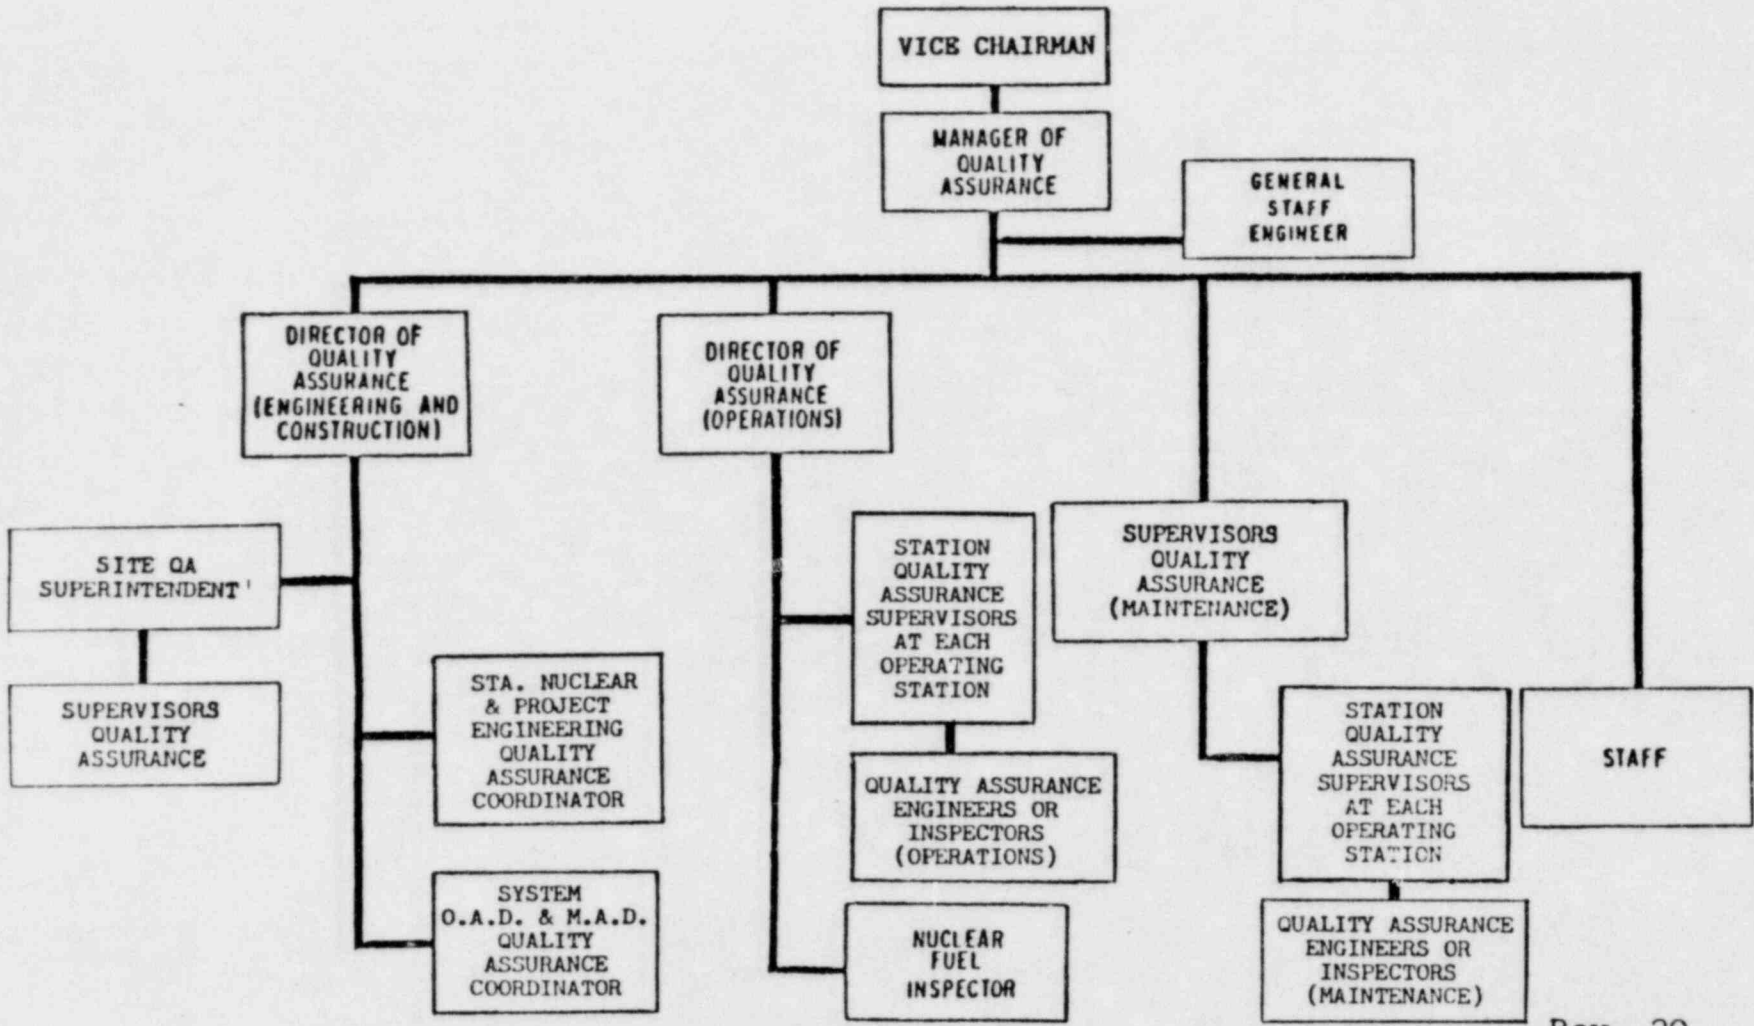 VICE CHAIRMAN
MANAGER OF
QUALITY
ASSURANCE
GENERAL
STAFF
ENGINEER
DIRECTOR OF
QUALITY
ASSURANCE
(ENGINEERING AND
CONSTRUCTION)
DIRECTOR OF
QUALITY
ASSURANCE
(OPERATIONS)
SUPERVISORS
QUALITY
ASSURANCE
(MAINTENANCE)
STAFF
SITE QA
SUPERINTENDENT
SUPERVISORS
QUALITY
ASSURANCE
STA. NUCLEAR
& PROJECT
ENGINEERING
QUALITY
ASSURANCE
COORDINATOR
SYSTEM
O.A.D. & M.A.D.
QUALITY
ASSURANCE
COORDINATOR
STATION
QUALITY
ASSURANCE
SUPERVISORS
AT EACH
OPERATING
STATION
QUALITY ASSURANCE
ENGINEERS OR
INSPECTORS
(OPERATIONS)
NUCLEAR
FUEL
INSPECTOR
STATION
QUALITY
ASSURANCE
SUPERVISORS
AT EACH
OPERATING
STATION
QUALITY ASSURANCE
ENGINEERS OR
INSPECTORS
(MAINTENANCE)